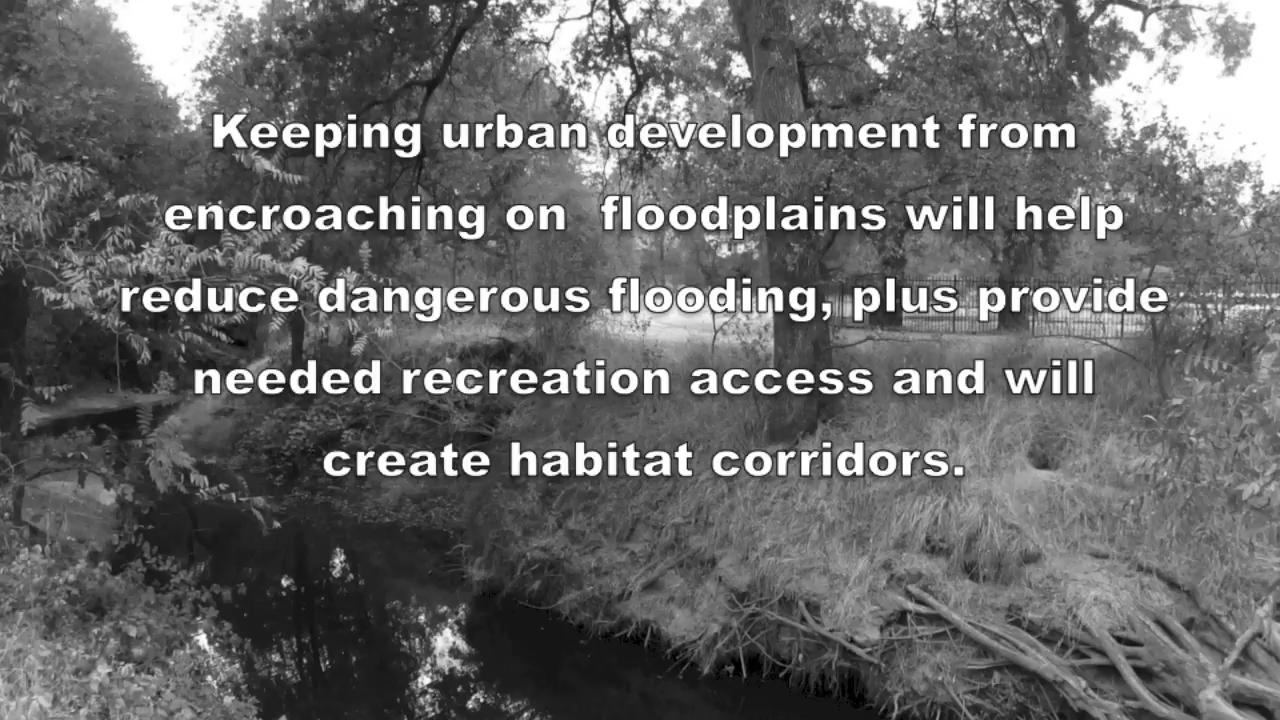 Keeping urban development from
encroaching on  floodplains will help
reduce dangerous flooding, plus provide
needed recreation access and will
create habitat corridors.